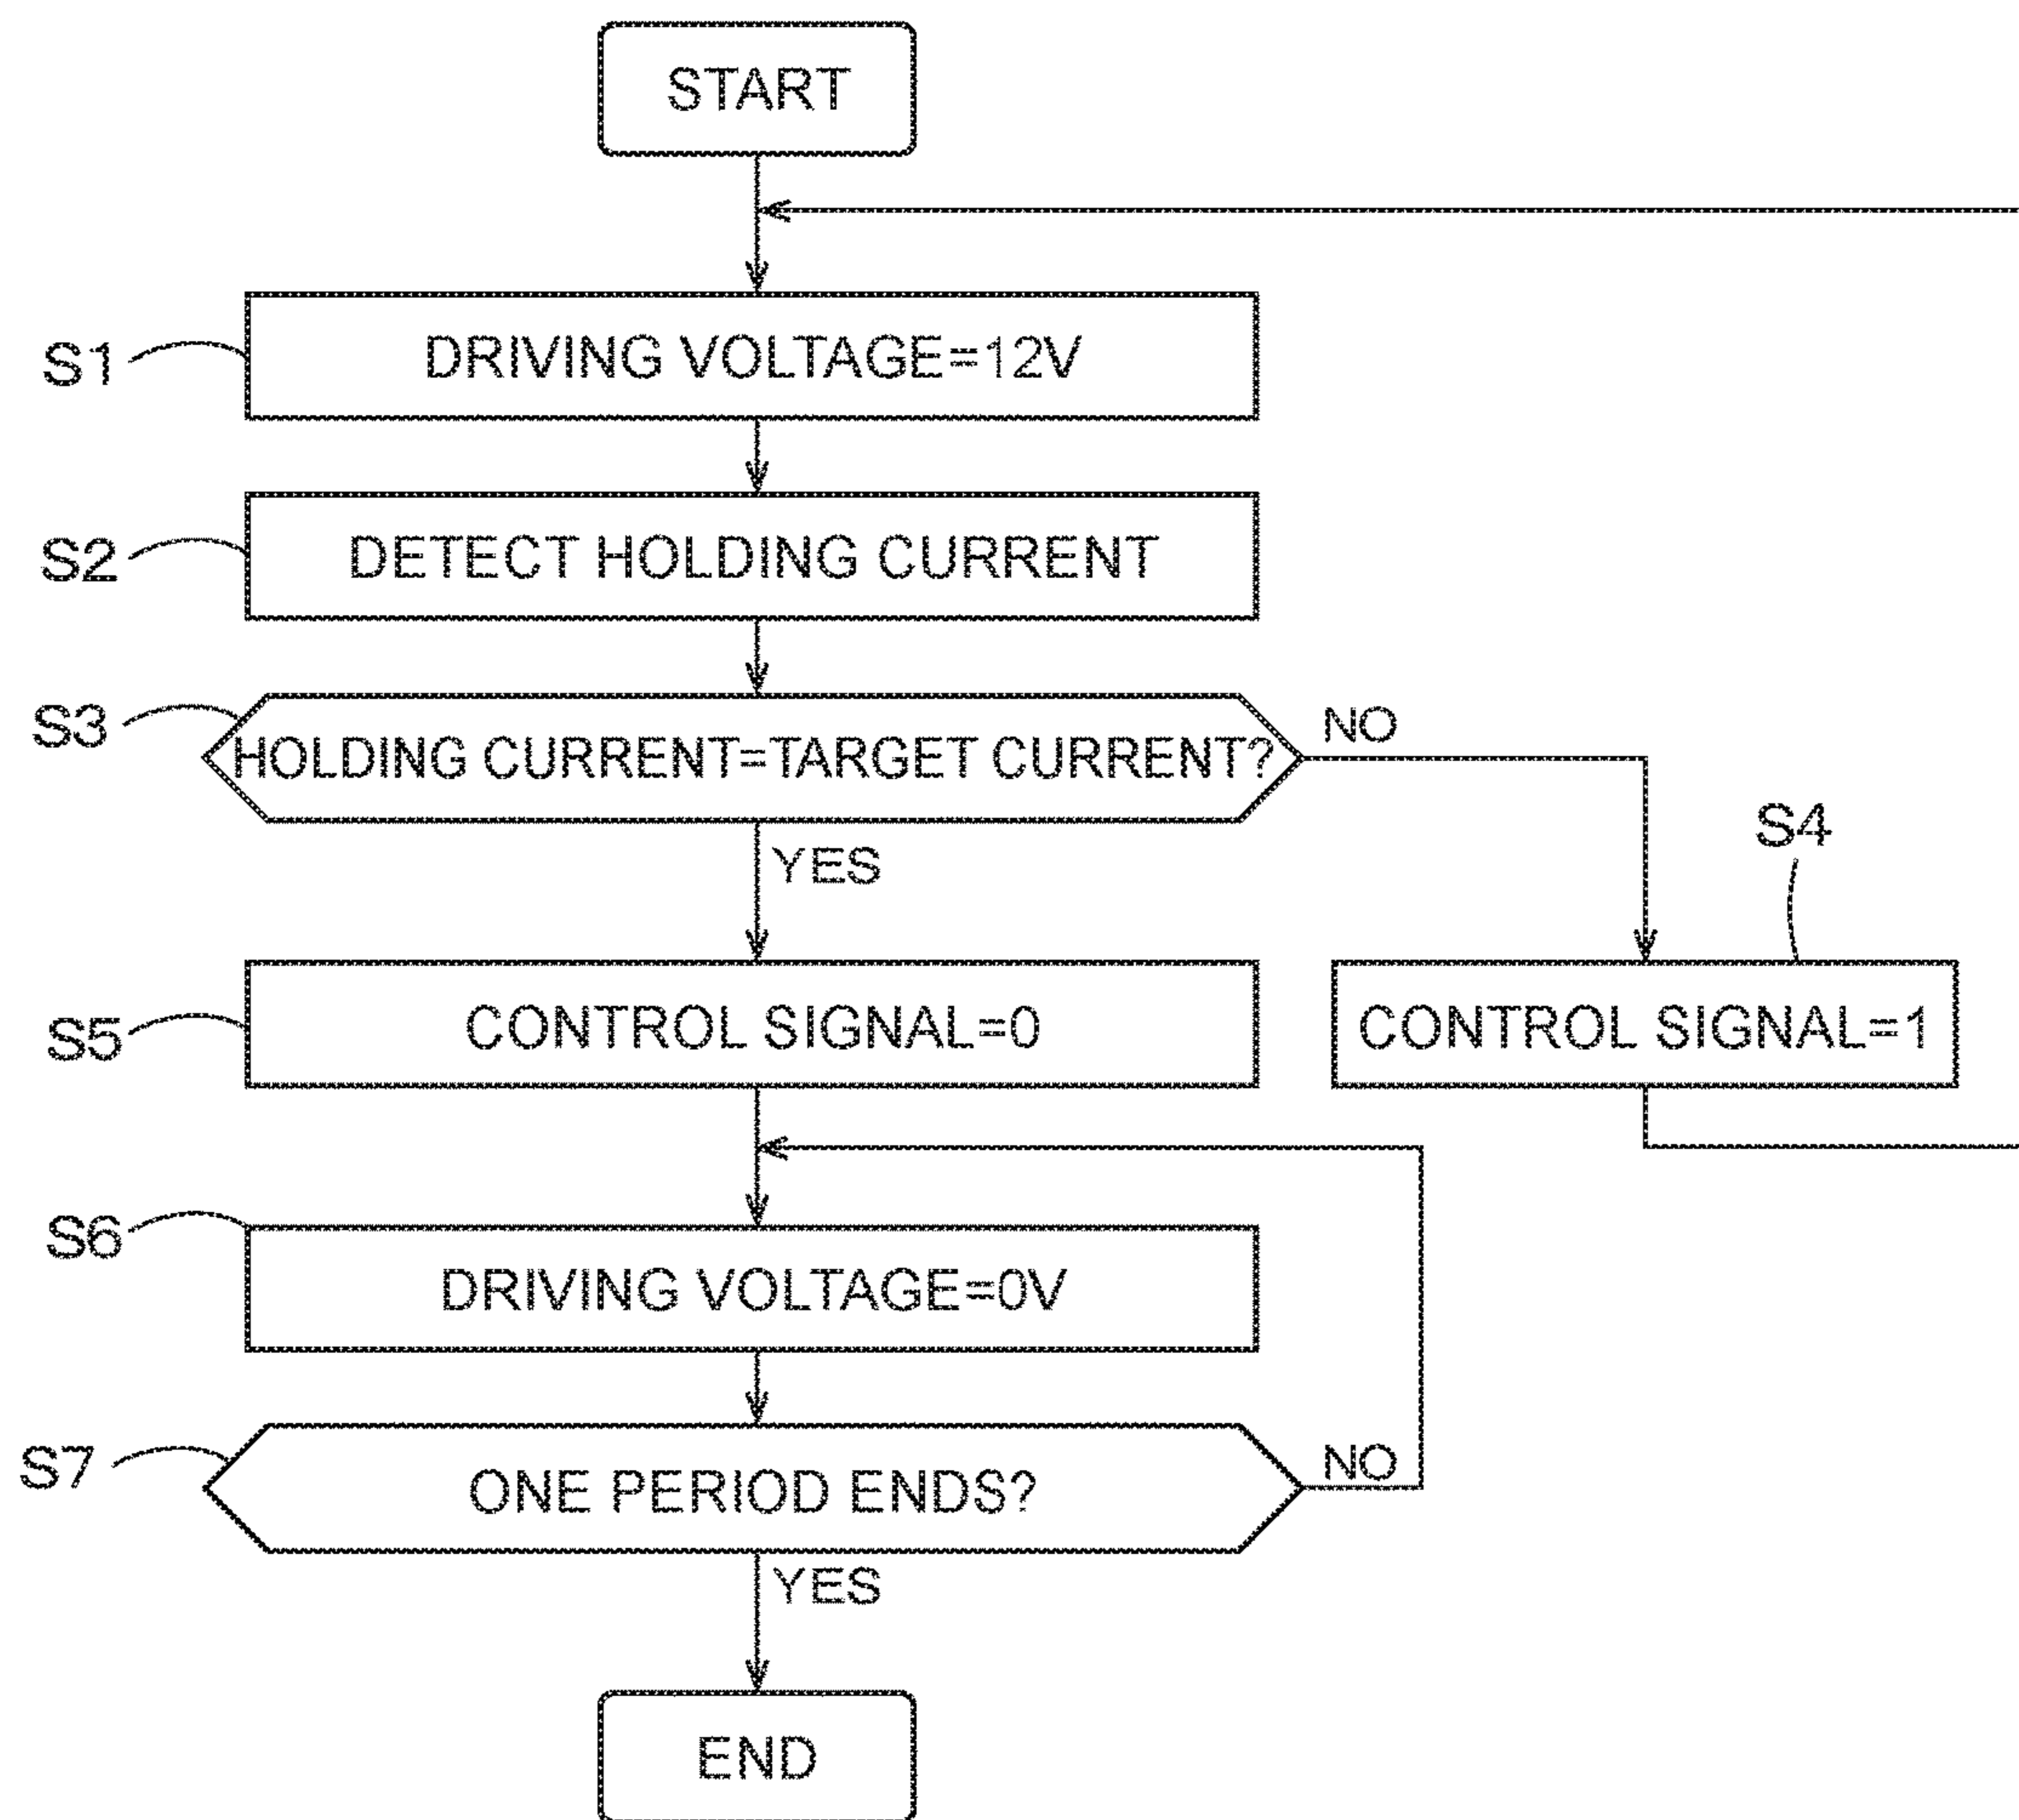 START
S1
DRIVING VOLTAGE=12V
S2
DETECT HOLDING CURRENT
S3
HOLDING CURRENT=TARGET CURRENT?
NO
YES
S4
S5
CONTROL SIGNAL=0
CONTROL SIGNAL=1
S6
DRIVING VOLTAGE=0V
S7
ONE PERIOD ENDS?
NO
YES
END